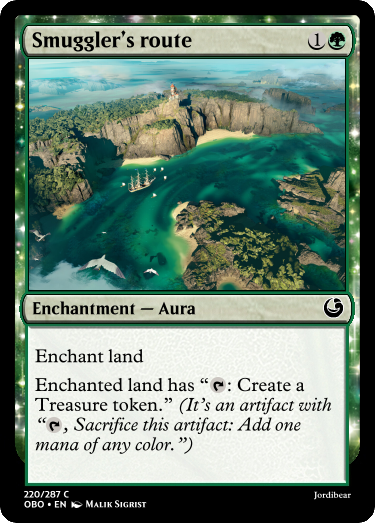 Smuggler's route 1
Enchantment — Aura
Enchant land
Enchanted land has “: Create a
Treasure token.” (It's an artifact with
“, Sacrifice this artifact: Add one
mana of any color.”)
220/287 C
OBO • EN Malik Sigrist
Jordibear